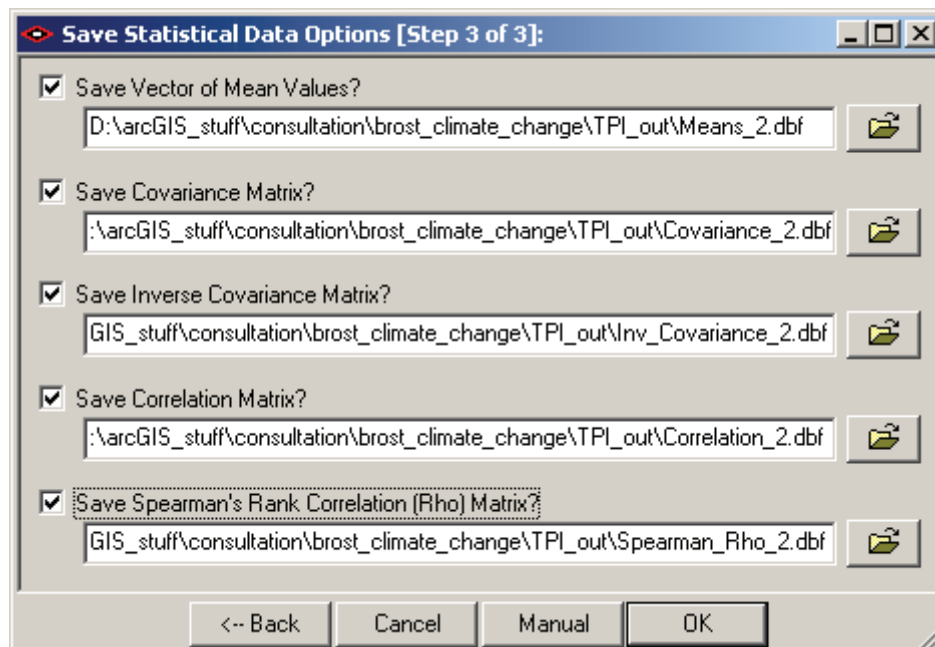 Save Statistical Data Options [Step 3 of 3]:
Save Vector of Mean Values?
D:\arcGIS_stuff\consultation\brost_climate_change\TPI_out\Means_2.dbf
Save Covariance Matrix?
:\arcGIS_stuff\consultation\brost_climate_change\TPI_out\Covariance_2.dbf
Save Inverse Covariance Matrix?
GIS_stuff\consultation\brost_climate_change\TPI_out\Inv_Covariance_2.dbf
Save Correlation Matrix?
:\arcGIS_stuff\consultation\brost_climate_change\TPI_out\Correlation_2.dbf
Save Spearman's Rank Correlation (Rho) Matrix?
GIS_stuff\consultation\brost_climate_change\TPI_out\Spearman_Rho_2.dbf
<-- Back Cancel Manual OK